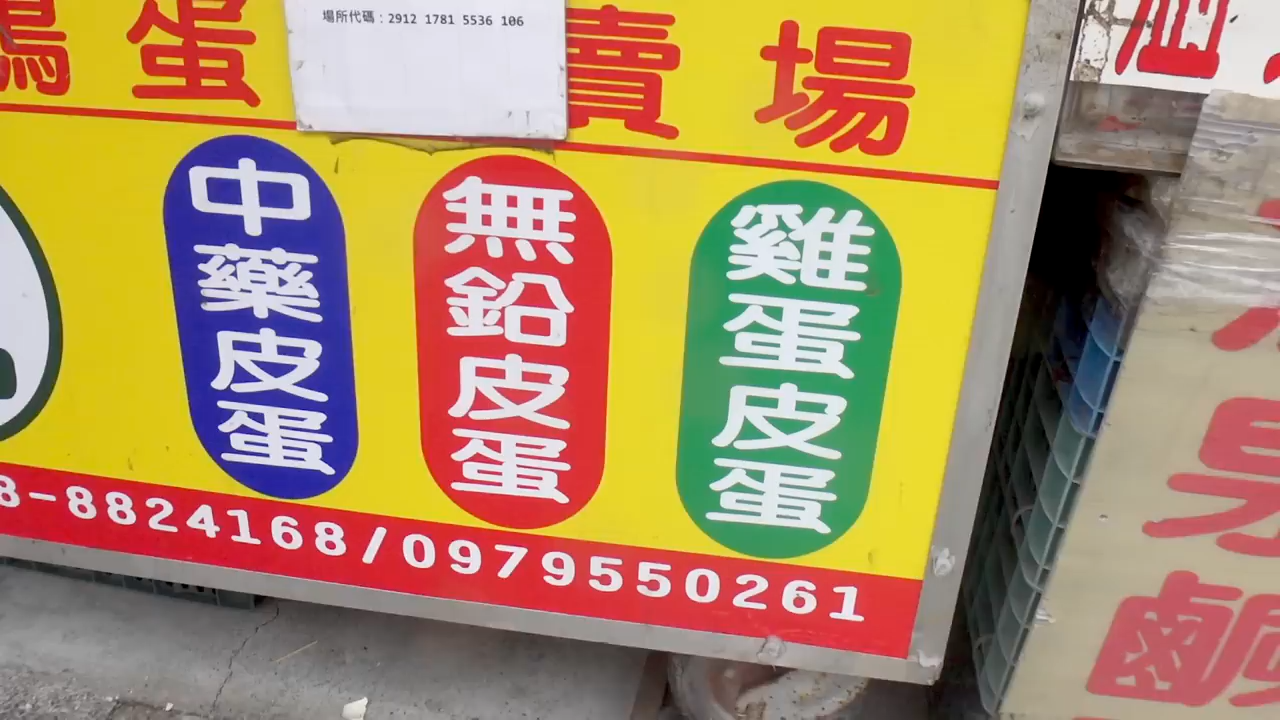 場所代碼：2912 1781 5536 106
蛋 賣場
中藥皮蛋
無鉛皮蛋
雞蛋皮蛋
8-8824168/0979550261